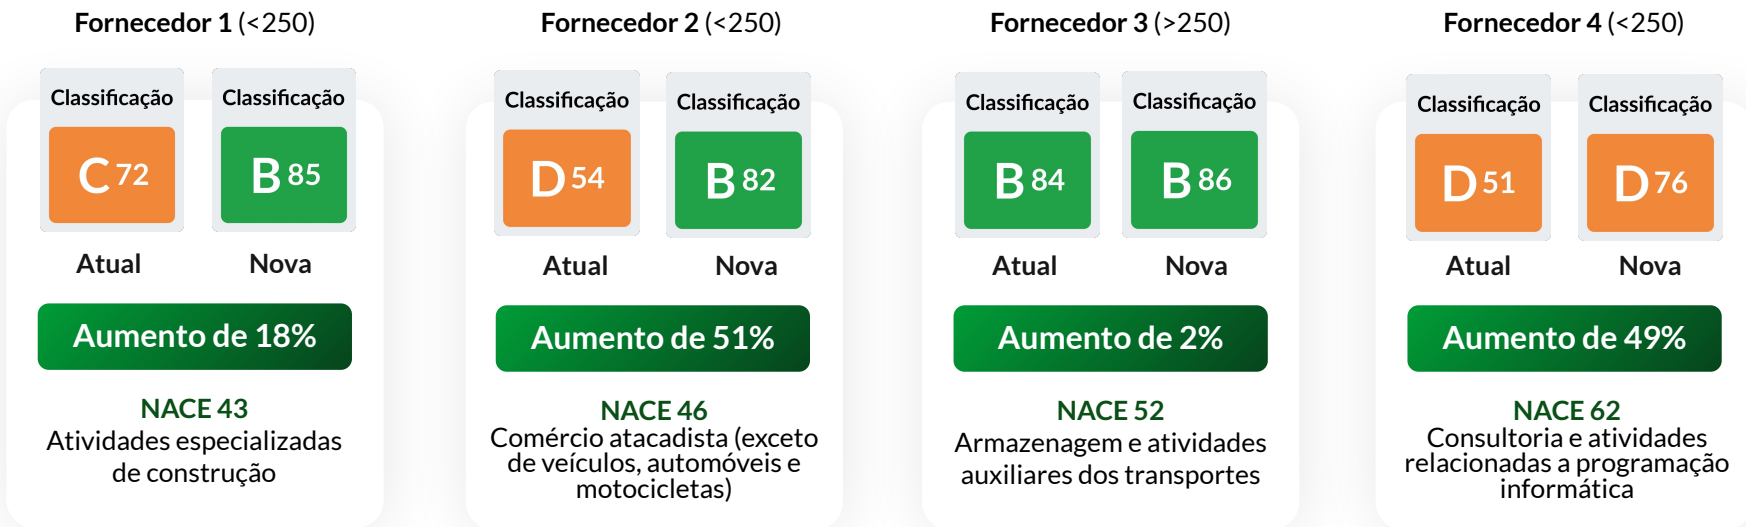 Fornecedor 1 (<250)
Classificação
C 72
Atual
Classificação
B 85
Nova
Aumento de 18%
NACE 43
Atividades especializadas
de construção
Fornecedor 2 (<250)
Classificação
D 54
Atual
Classificação
B 82
Nova
Aumento de 51%
NACE 46
Comércio atacadista (exceto
de veículos, automóveis e
motocicletas)
Fornecedor 3 (>250)
Classificação
B 84
Atual
Classificação
B 86
Nova
Aumento de 2%
NACE 52
Armazenagem e atividades
auxiliares dos transportes
Fornecedor 4 (<250)
Classificação
D 51
Atual
Classificação
D 76
Nova
Aumento de 49%
NACE 62
Consultoria e atividades
relacionadas a programação
informática